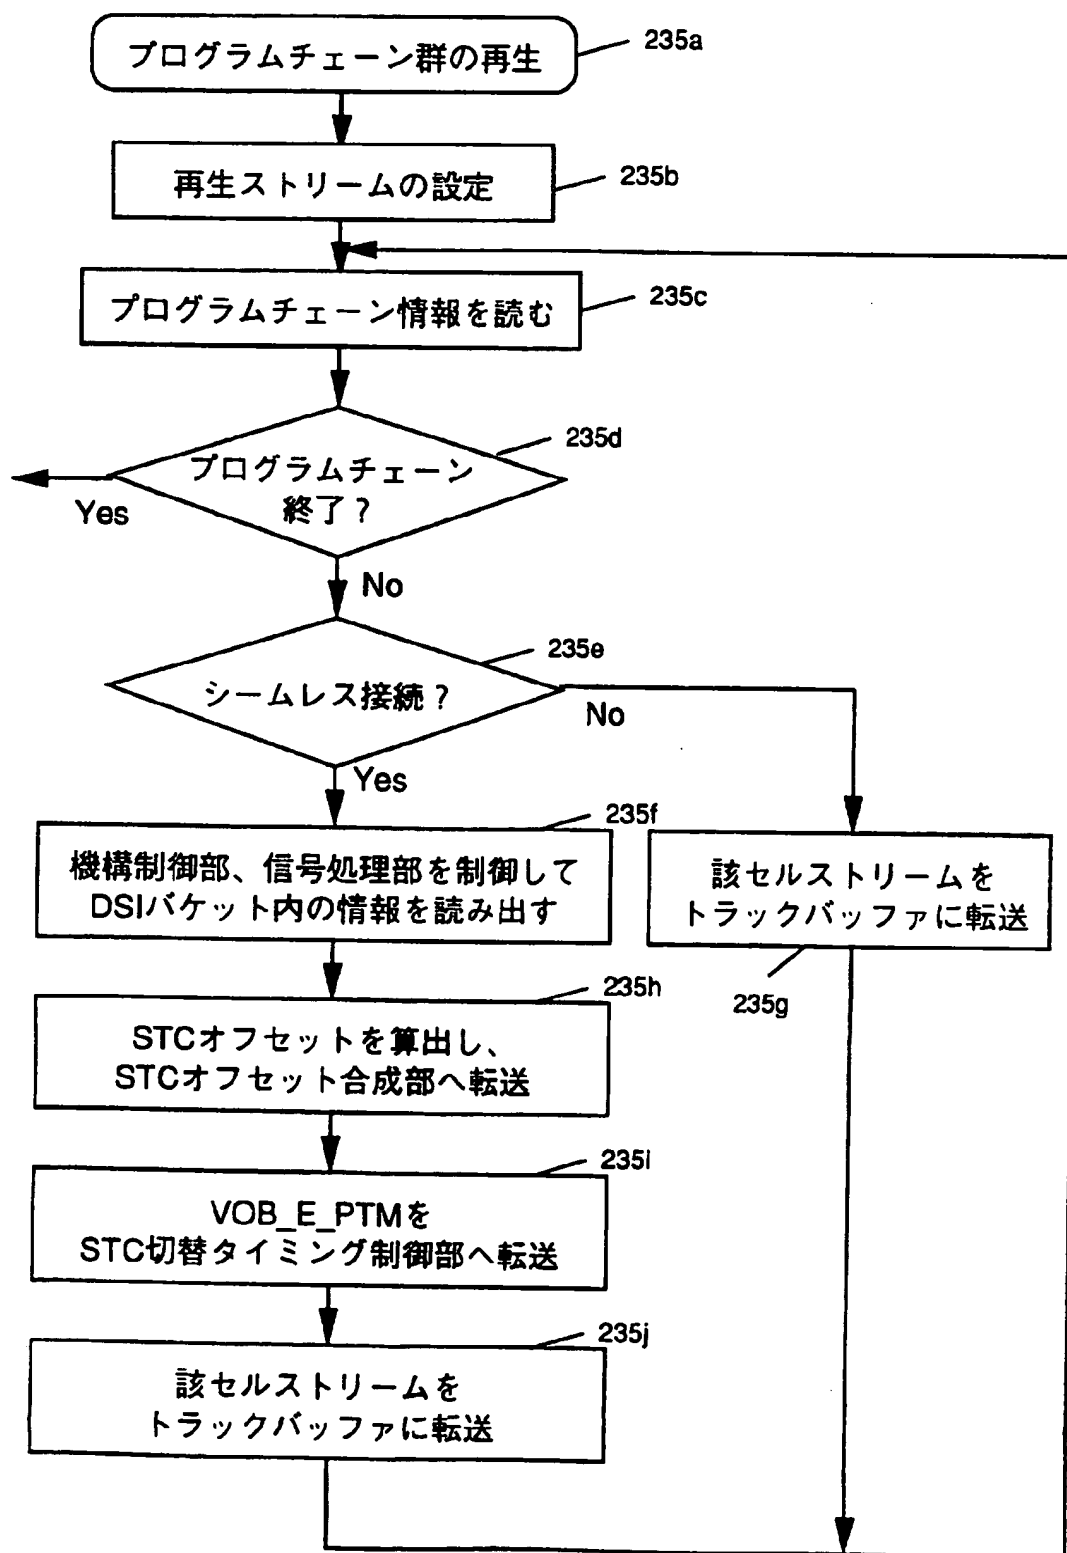 プログラムチェーン群の再生
235a
再生ストリームの設定
235b
プログラムチェーン情報を読む
235c
プログラムチェーン
終了？
235d
Yes
No
シームレス接続？
235e
No
Yes
機構制御部、信号処理部を制御して
DSIパケット内の情報を読み出す
235f
該セルストリームを
トラックバッファに転送
235g
STCオフセットを算出し、
STCオフセット合成部へ転送
235h
VOB_E_PTMを
STC切替タイミング制御部へ転送
235i
該セルストリームを
トラックバッファに転送
235j